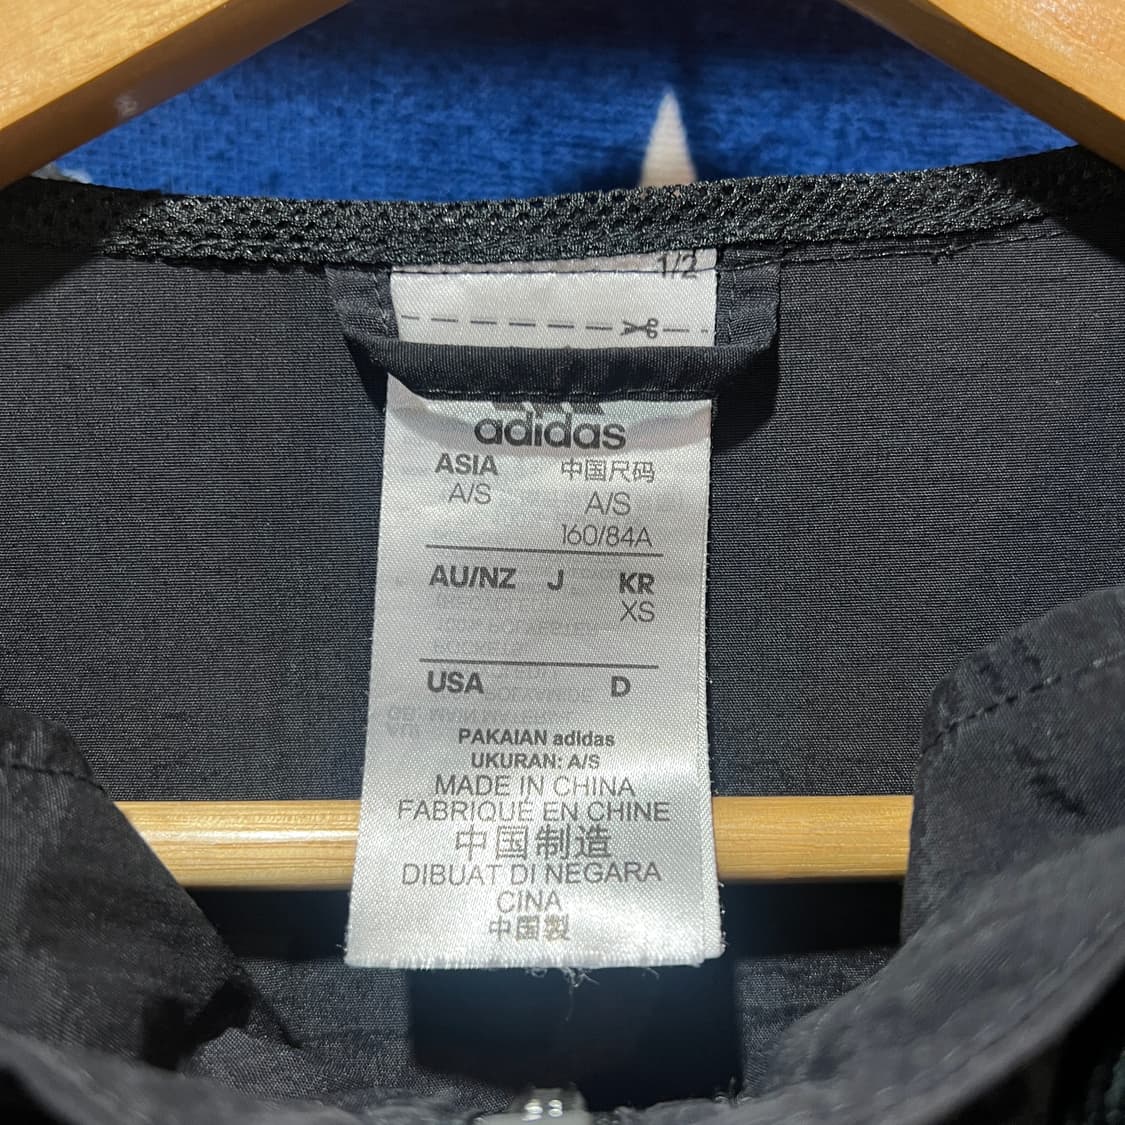 1/2
adidas
ASIA 中国尺码
A/S A/S
160/84A
AU/NZ J KR
XS
USA D
PAKAIAN adidas
UKURAN: A/S
MADE IN CHINA
FABRIQUE EN CHINE
中国制造
DIBUAT DI NEGARA
CINA
中国製